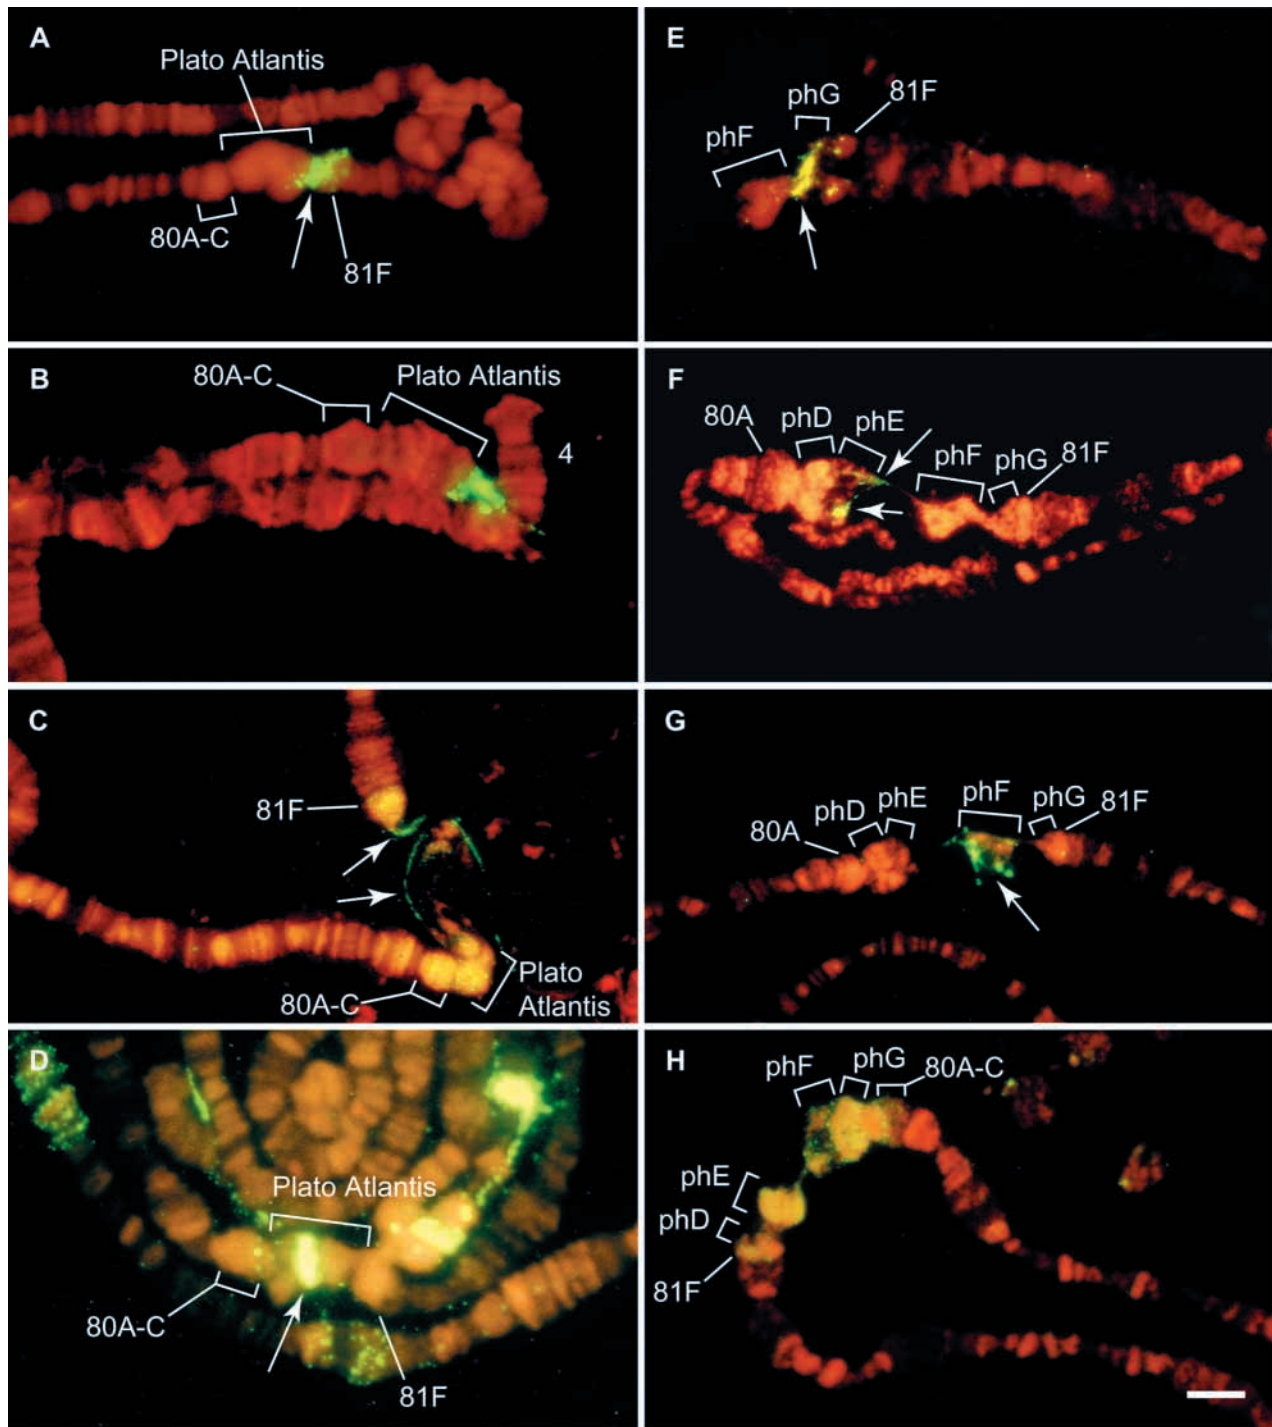 A
Plato Atlantis
80A-C
81F
B
80A-C
Plato Atlantis
4
C
81F
80A-C
Plato
Atlantis
D
Plato Atlantis
80A-C
81F
E
phG
81F
phF
F
80A
phD
phE
phF
phG
81F
G
80A
phD
phE
phF
phG
81F
H
phF
phG
80A-C
phE
phD
81F